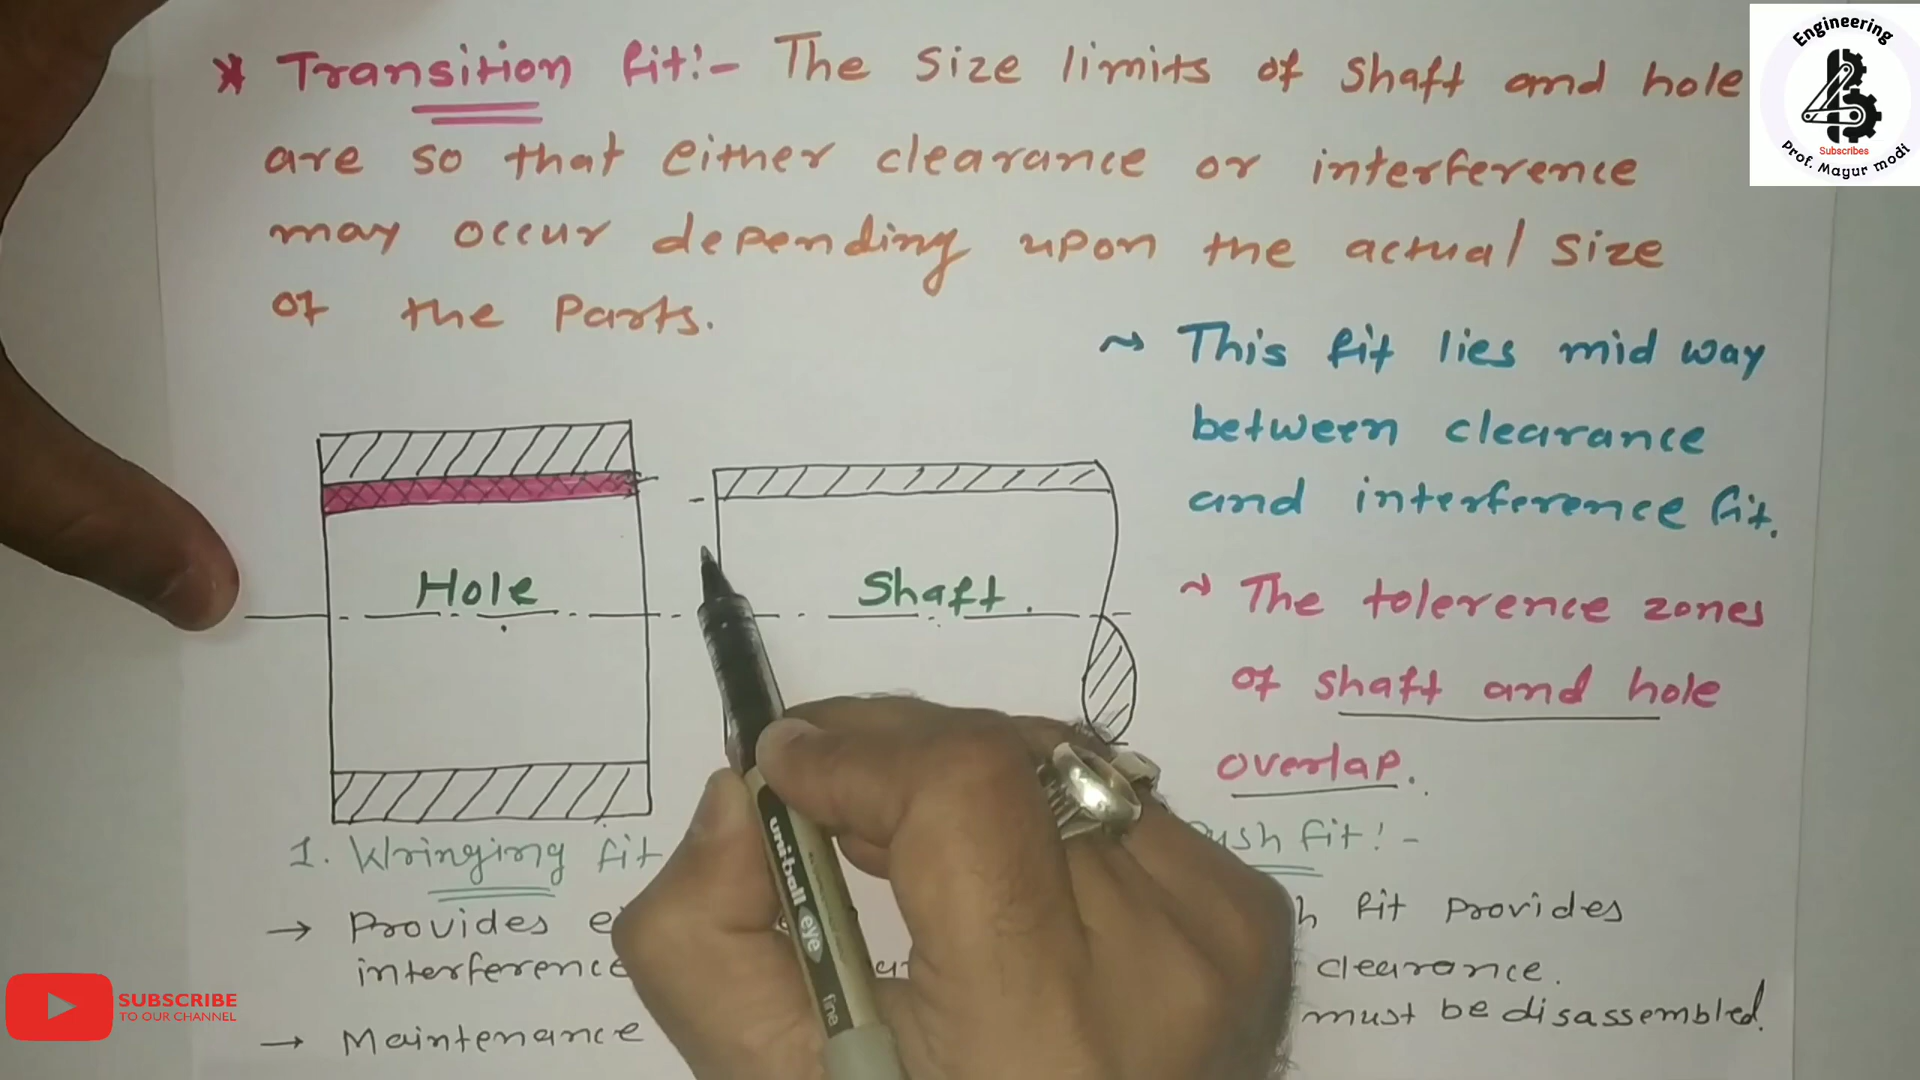 * Transition fit:- The size limits of shaft and hole
are so that either clearance or interference
may occur depending upon the actual size
of the Parts.
~ This fit lies mid way
between clearance
and interference fit.
~ The tolerence zones
of shaft and hole
overlap.
Hole
Shaft.
1. Wringing fit
→ Provides
interference
→ Maintenance
fit:-
fit provides
clearance.
must be disassembled.
uniball eye
fine
Engineering
Subscribes
Prof. Mayur modi
SUBSCRIBE
TO OUR CHANNEL